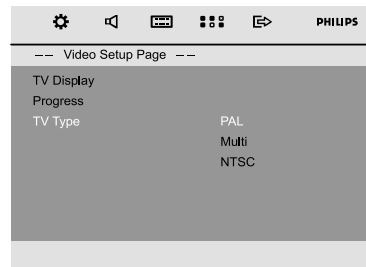 PHILIPS
-- Video Setup Page --
TV Display
Progress
TV Type PAL
Multi
NTSC